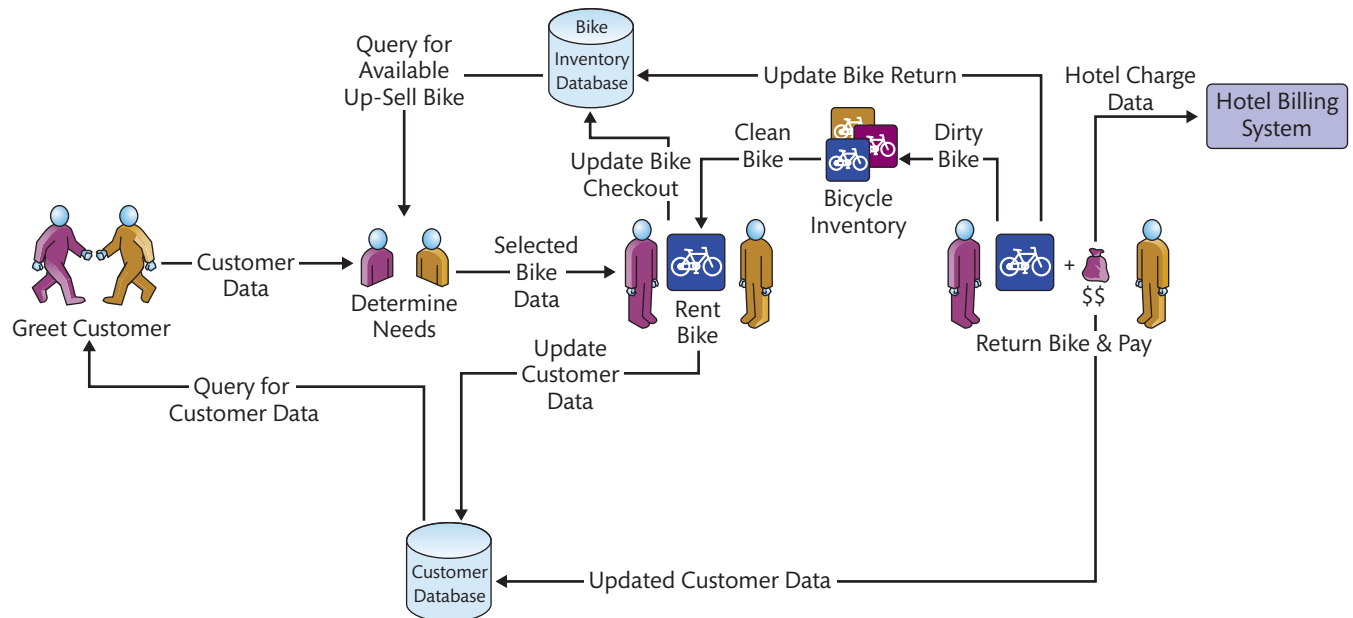 Bike
Inventory
Database
Query for
Available
Up-Sell Bike
Update Bike Return
Hotel Charge
Data
Hotel Billing
System
Clean
Bike
Dirty
Bike
Update Bike
Checkout
Bicycle
Inventory
Customer
Data
Selected
Bike
Data
+
$$
Greet Customer
Determine
Needs
Rent
Bike
Return Bike & Pay
Update
Customer
Data
Query for
Customer Data
Customer
Database
Updated Customer Data